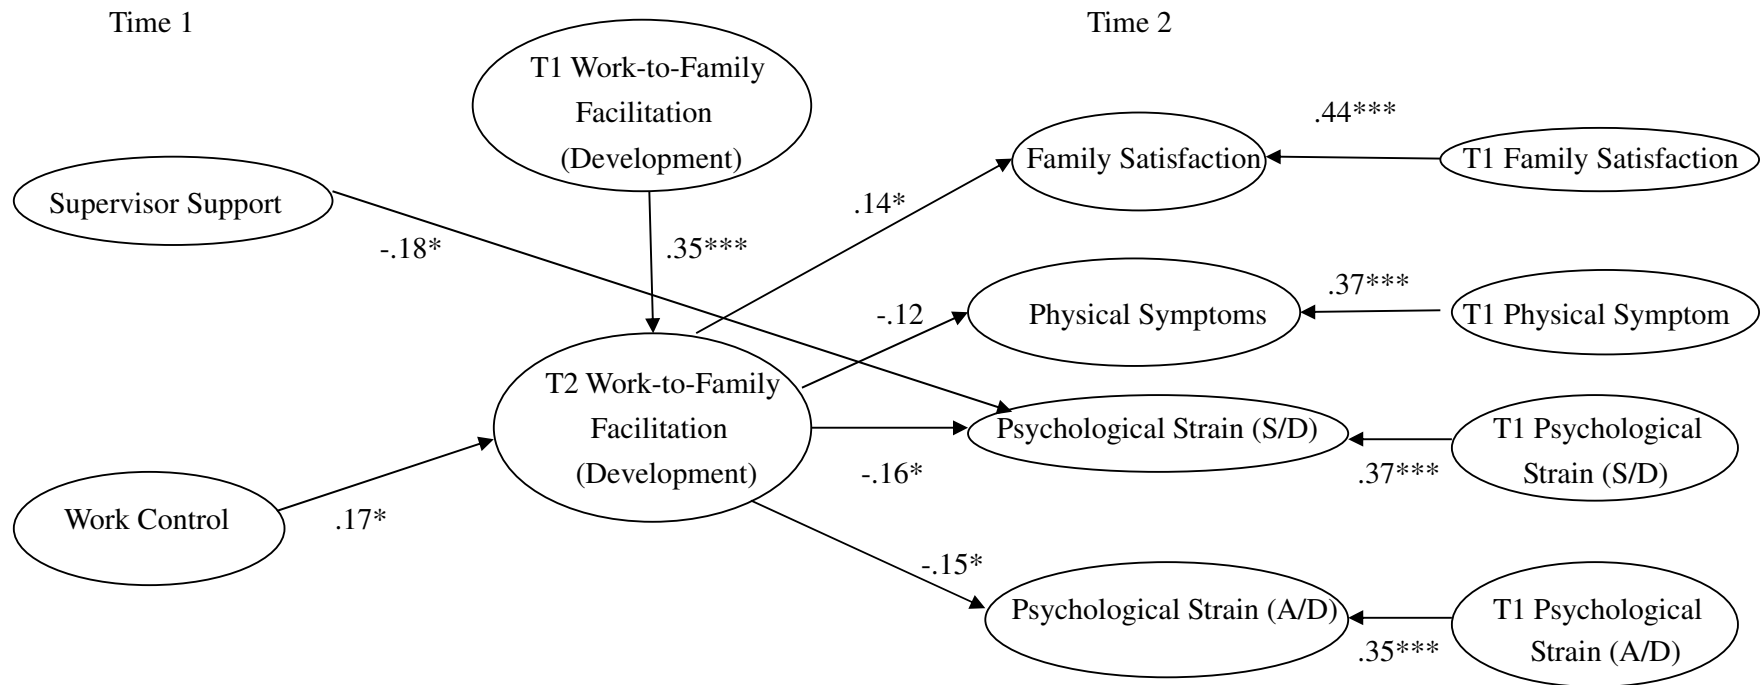 Time 1
Time 2
T1 Work-to-Family
Facilitation
(Development)
.44***
Family Satisfaction
T1 Family Satisfaction
Supervisor Support
.14*
-.18*
.35***
.37***
-.12
Physical Symptoms
T1 Physical Symptom
T2 Work-to-Family
Facilitation
(Development)
Psychological Strain (S/D)
T1 Psychological
Strain (S/D)
-.16*
.37***
Work Control
.17*
-.15*
Psychological Strain (A/D)
T1 Psychological
Strain (A/D)
.35***